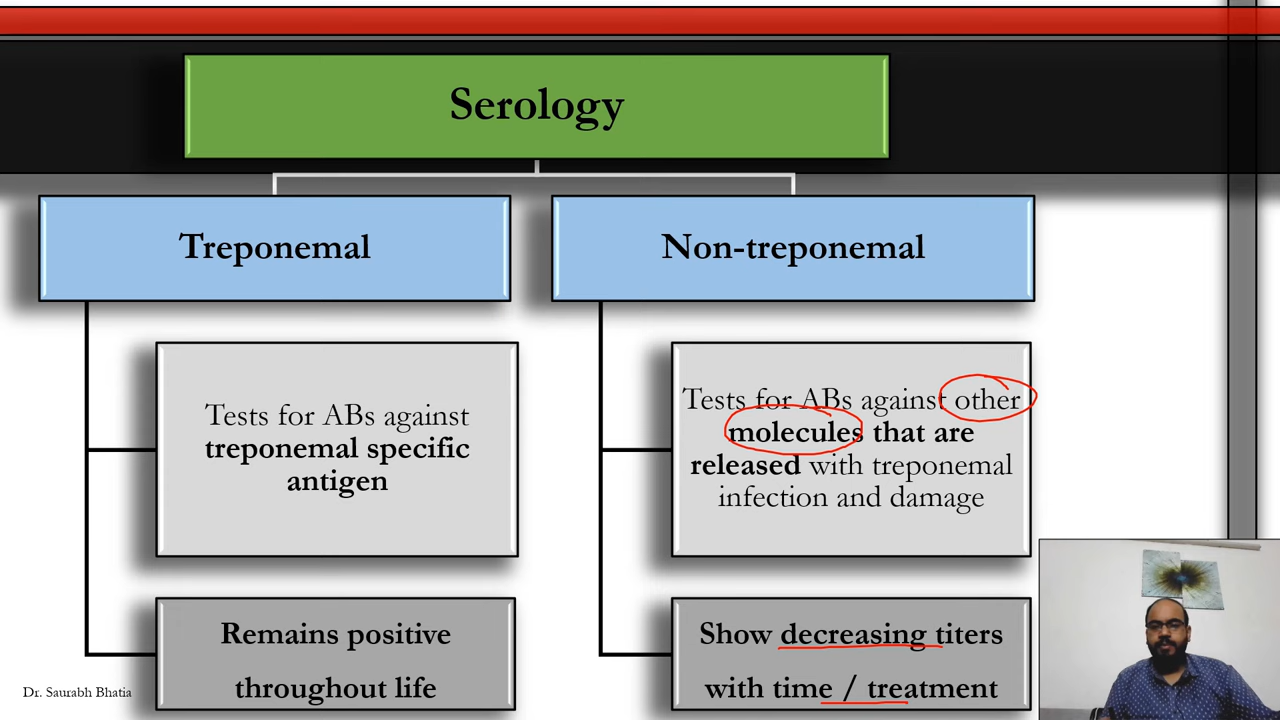 Serology
Treponemal
Non-treponemal
Tests for ABs against
treponemal specific
antigen
Tests for ABs against other
molecules that are
released with treponemal
infection and damage
Remains positive
throughout life
Show decreasing titers
with time / treatment
Dr. Saurabh Bhatia